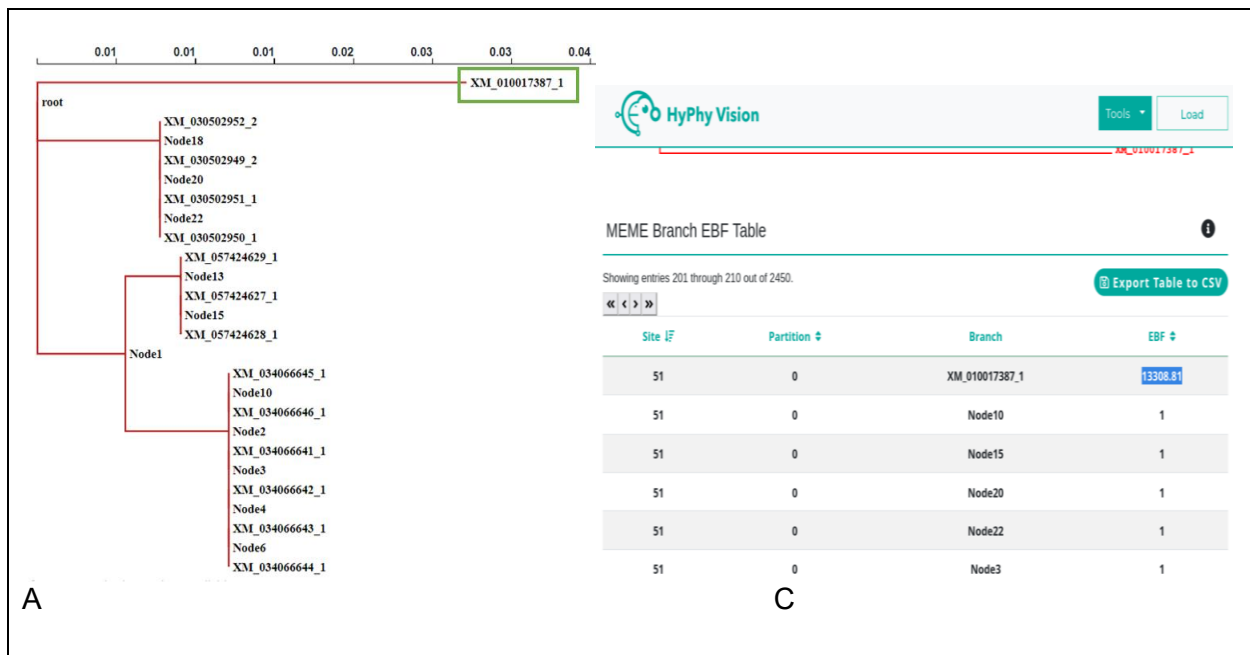 0.01 0.01 0.01 0.02 0.03 0.03 0.04
XM_010017387_1
root
XM_030502952_2
Node18
XM_030502949_2
Node20
XM_030502951_1
Node22
XM_030502950_1
XM_057424629_1
Node13
XM_057424627_1
Node15
XM_057424628_1
Node1
XM_034066645_1
Node10
XM_034066646_1
Node2
XM_034066641_1
Node3
XM_034066642_1
Node4
XM_034066643_1
Node6
XM_034066644_1
A
HyPhy Vision
Tools
Load
XM_010017387_1
MEME Branch EBF Table
Showing entries 201 through 210 out of 2450.
« ‹ › »
Export Table to CSV
Site Partition Branch EBF
51 0 XM_010017387_1 13308.81
51 0 Node10 1
51 0 Node15 1
51 0 Node20 1
51 0 Node22 1
51 0 Node3 1
C